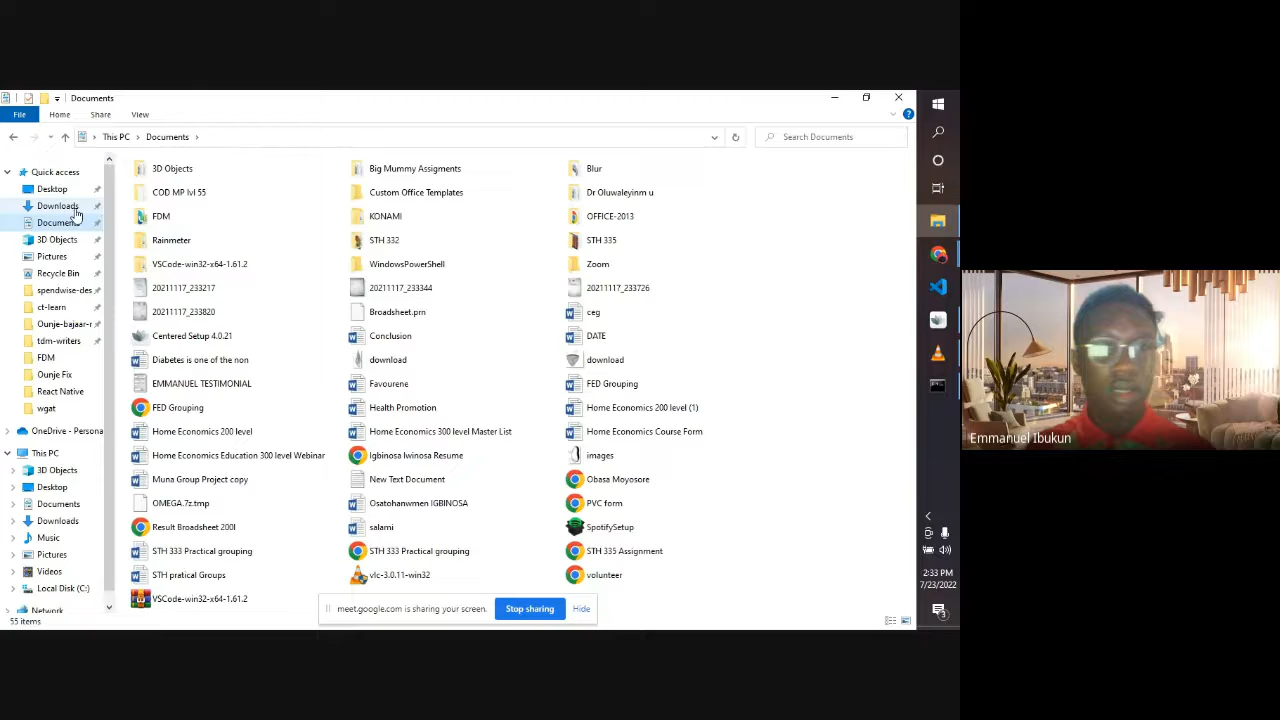 Documents
File
Home
Share
View
This PC
Documents
Search Documents
Quick access
Desktop
Downloads
Documents
3D Objects
Pictures
Recycle Bin
spendwise-des
ct-learn
Ounje-bajaar-r
tdm-writers
FDM
Ounje Fix
React Native
wgat
OneDrive - Persona
This PC
3D Objects
Desktop
Documents
Downloads
Music
Pictures
Videos
Local Disk (C:)
Network
55 items
3D Objects
Big Mummy Assigments
Blur
COD MP lvl 55
Custom Office Templates
Dr Oluwaleyinm u
FDM
KONAMI
OFFICE-2013
Rainmeter
STH 332
STH 335
VSCode-win32-x64-1.61.2
WindowsPowerShell
Zoom
20211117_233217
20211117_233344
20211117_233726
20211117_233820
Broadsheet.prn
ceg
Centered Setup 4.0.21
Conclusion
DATE
Diabetes is one of the non
download
download
EMMANUEL TESTIMONIAL
Favourene
FED Grouping
FED Grouping
Health Promotion
Home Economics 200 level (1)
Home Economics 200 level
Home Economics 300 level Master List
Home Economics Course Form
Home Economics Education 300 level Webinar
Igbinosa Iwinosa Resume
images
Muna Group Project copy
New Text Document
Obasa Moyosore
OMEGA.7z.tmp
Osatohanwmen IGBINOSA
PVC form
Result Broadsheet 200l
salami
SpotifySetup
STH 333 Practical grouping
STH 333 Practical grouping
STH 335 Assignment
STH pratical Groups
vlc-3.0.11-win32
volunteer
VSCode-win32-x64-1.61.2
meet.google.com is sharing your screen.
Stop sharing
Hide
2:33 PM
7/23/2022
3
Emmanuel Ibukun